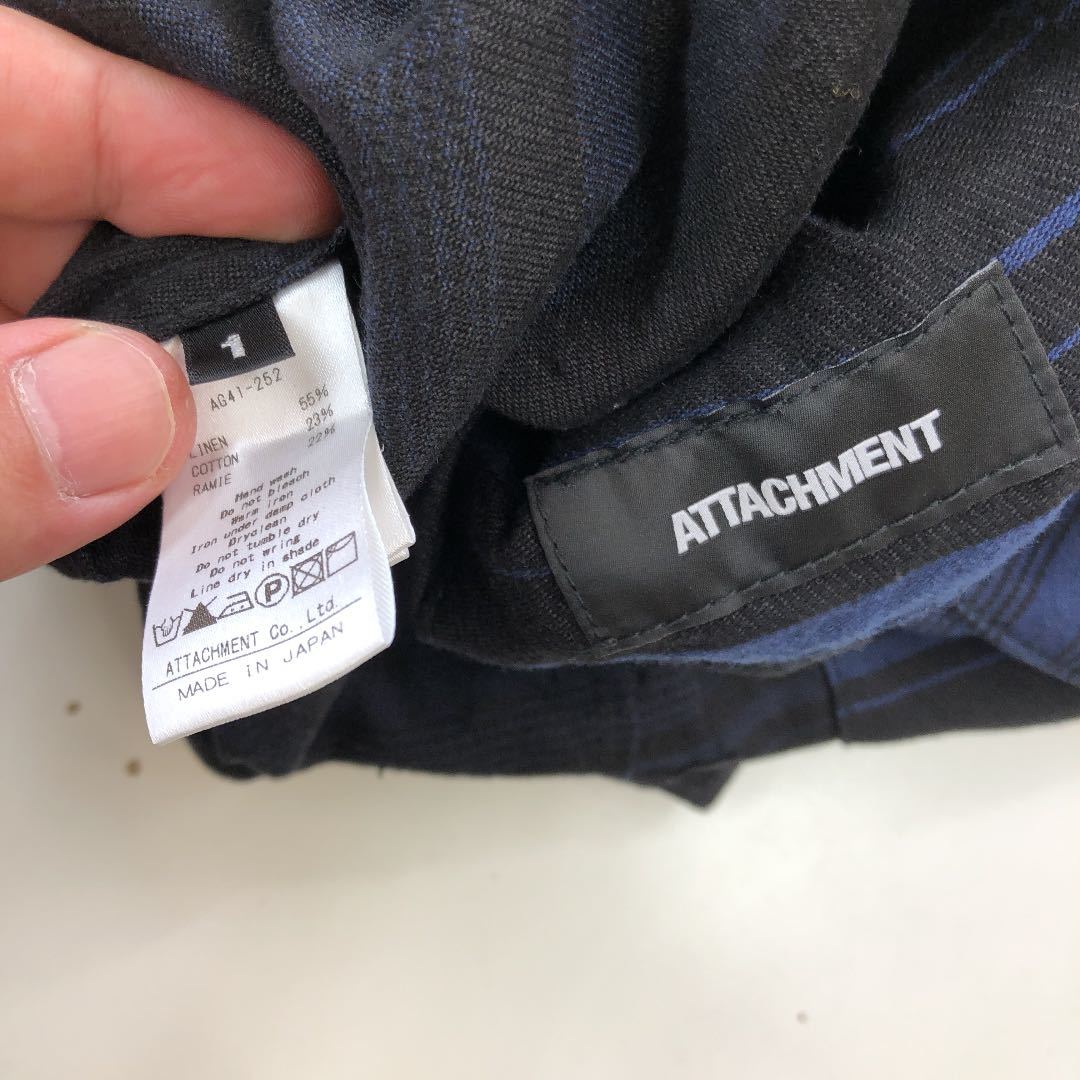 1
AG41-252
LINEN 55%
COTTON 23%
RAMIE 22%
Hand wash
Do not bleach
Warm iron
Iron under damp cloth
Dryclean
Do not tumble dry
Do not wring
Line dry in shade
P
ATTACHMENT Co.,Ltd.
MADE IN JAPAN
ATTACHMENT